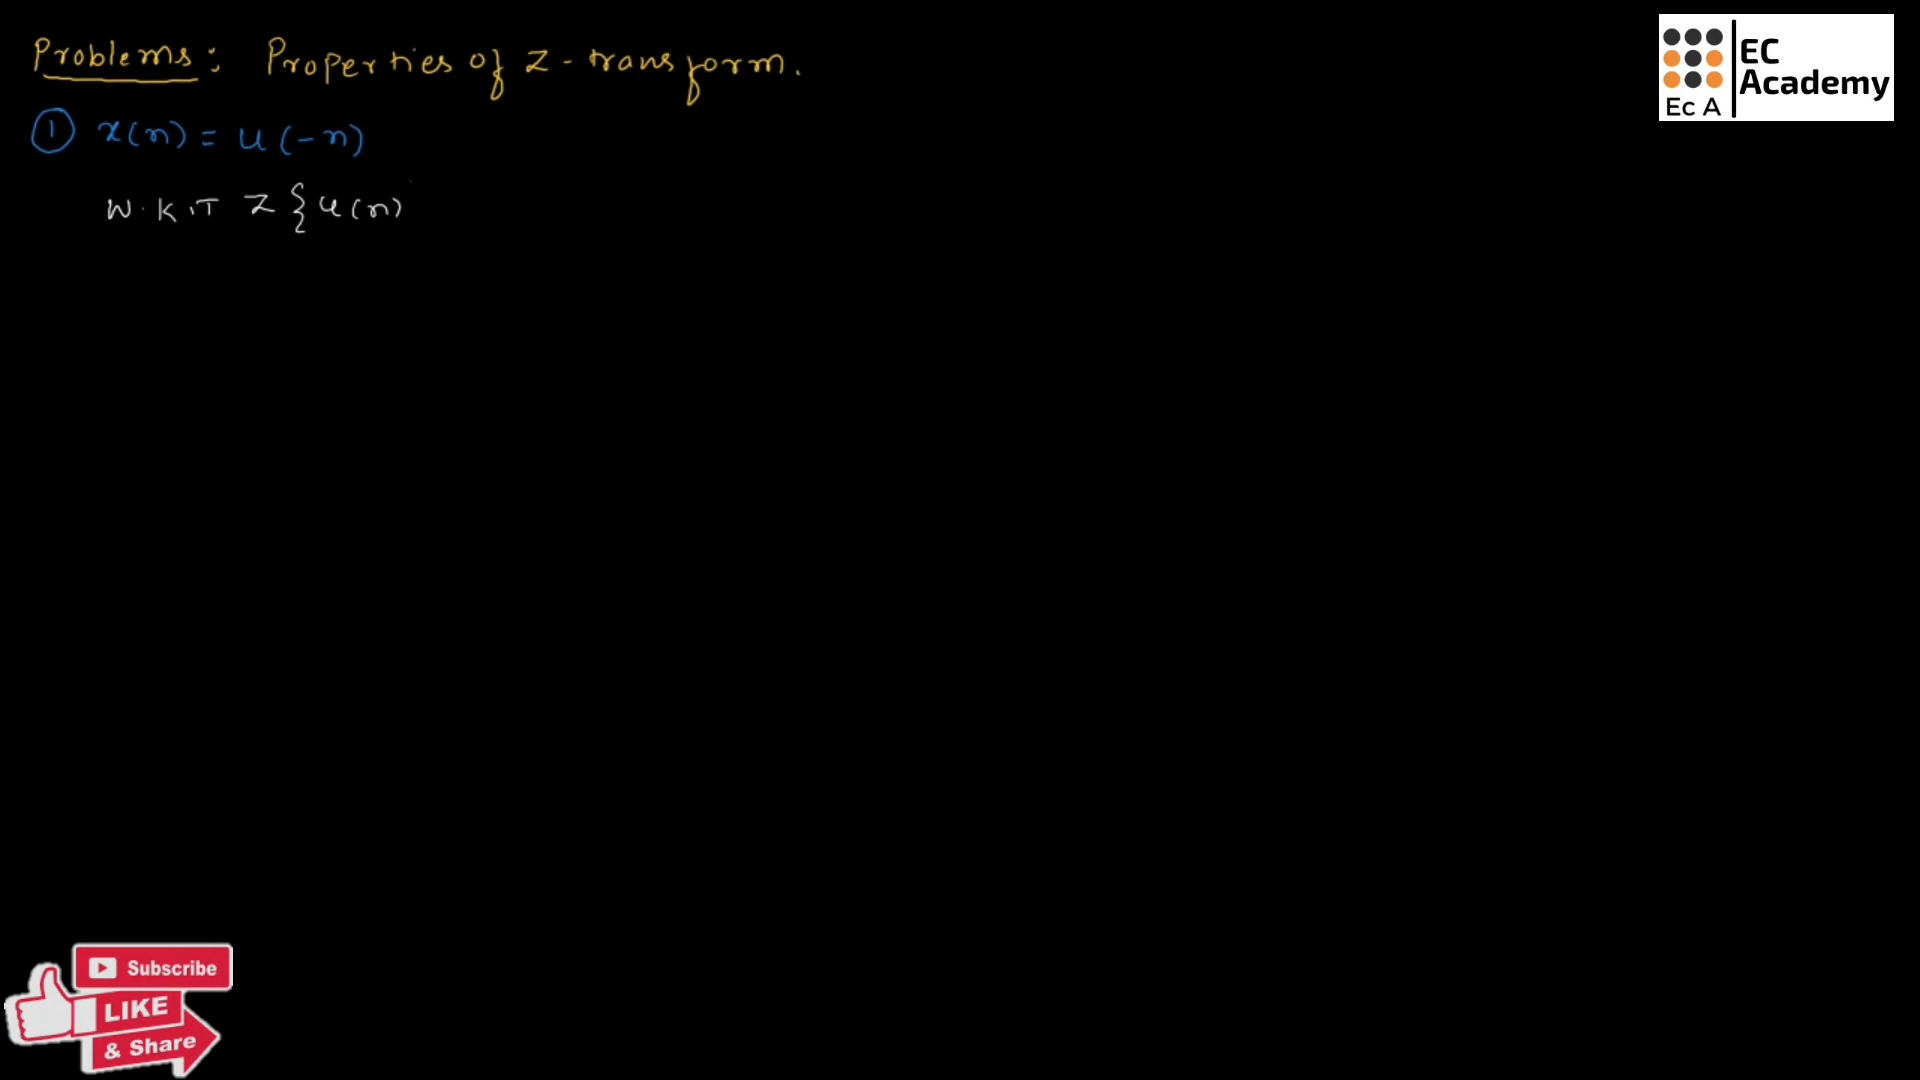 Problems: Properties of Z-transform.
① x(n) = u(-n)
W.K.T Z{u(n)
EC
Academy
Ec A
Subscribe
LIKE
& Share